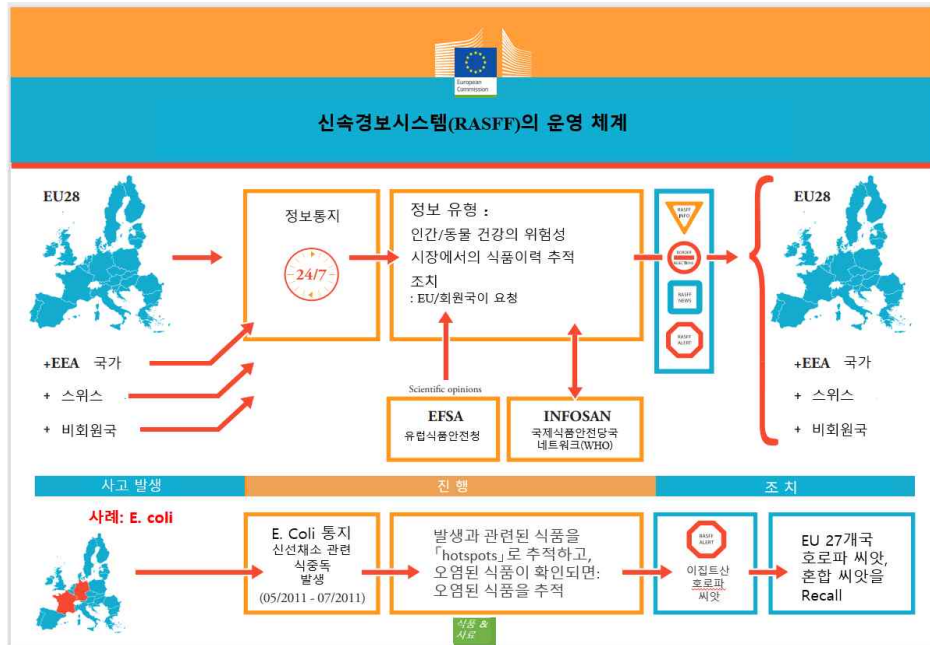 European
Commission
신속경보시스템(RASFF)의 운영 체계
EU28
+EEA 국가
+ 스위스
+ 비회원국
정보통지
24/7
정보 유형 :
인간/동물 건강의 위험성
시장에서의 식품이력 추적
조치
: EU/회원국이 요청
Scientific opinions
EFSA
유럽식품안전청
INFOSAN
국제식품안전당국
네트워크(WHO)
RASFF
INFO
BORDER
REJECTIONS
RASFF
NEWS
RASFF
ALERT
EU28
+EEA 국가
+ 스위스
+ 비회원국
사고 발생
진 행
조 치
사례: E. coli
E. Coli 통지
신선채소 관련
식중독
발생
(05/2011 - 07/2011)
발생과 관련된 식품을
「hotspots」로 추적하고,
오염된 식품이 확인되면:
오염된 식품을 추적
RASFF
ALERT
이집트산
호로파
씨앗
EU 27개국
호로파 씨앗,
혼합 씨앗을
Recall
식품 &
사료